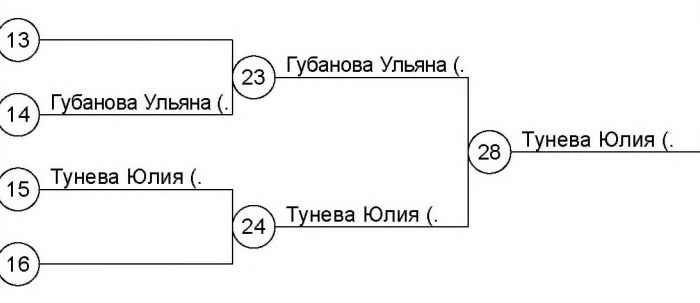 13
Губанова Ульяна (.
23
14
Губанова Ульяна (.
Тунева Юлия (.
28
Тунева Юлия (.
15
Тунева Юлия (.
24
16